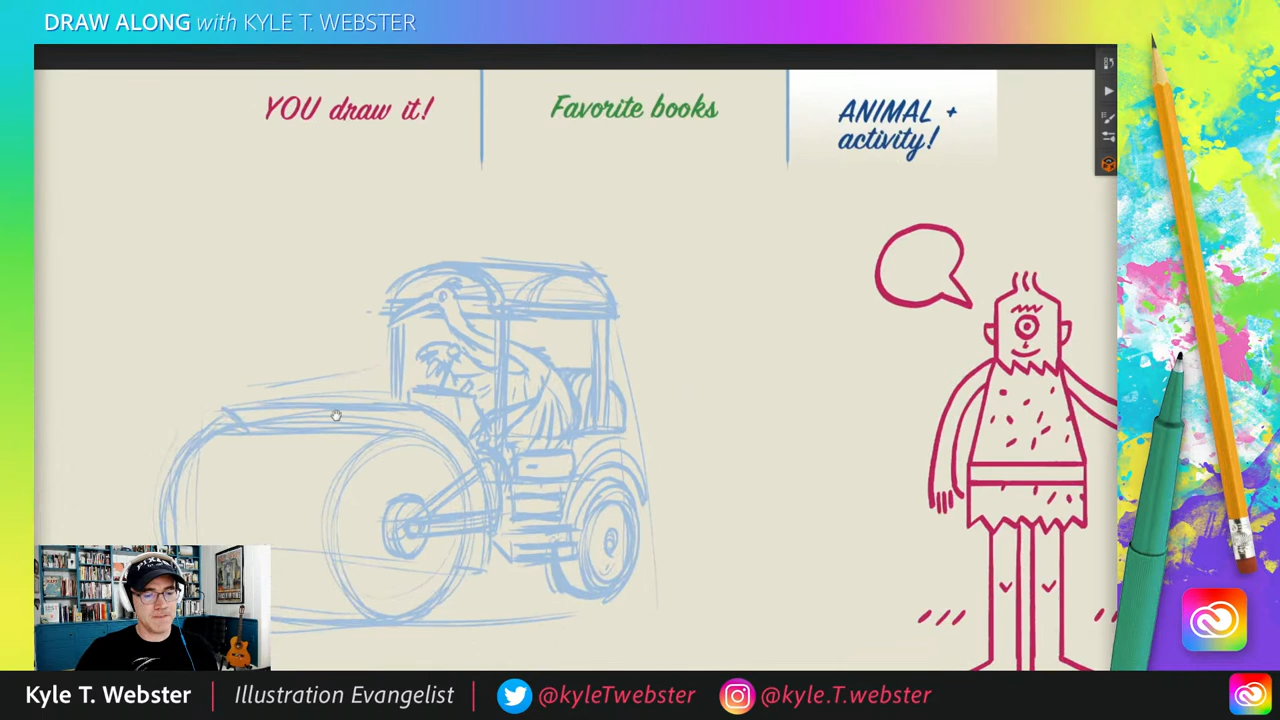 DRAW ALONG with KYLE T. WEBSTER
YOU draw it!
Favorite books
ANIMAL +
activity!
Kyle T. Webster | Illustration Evangelist @kyleTwebster @kyle.T.webster